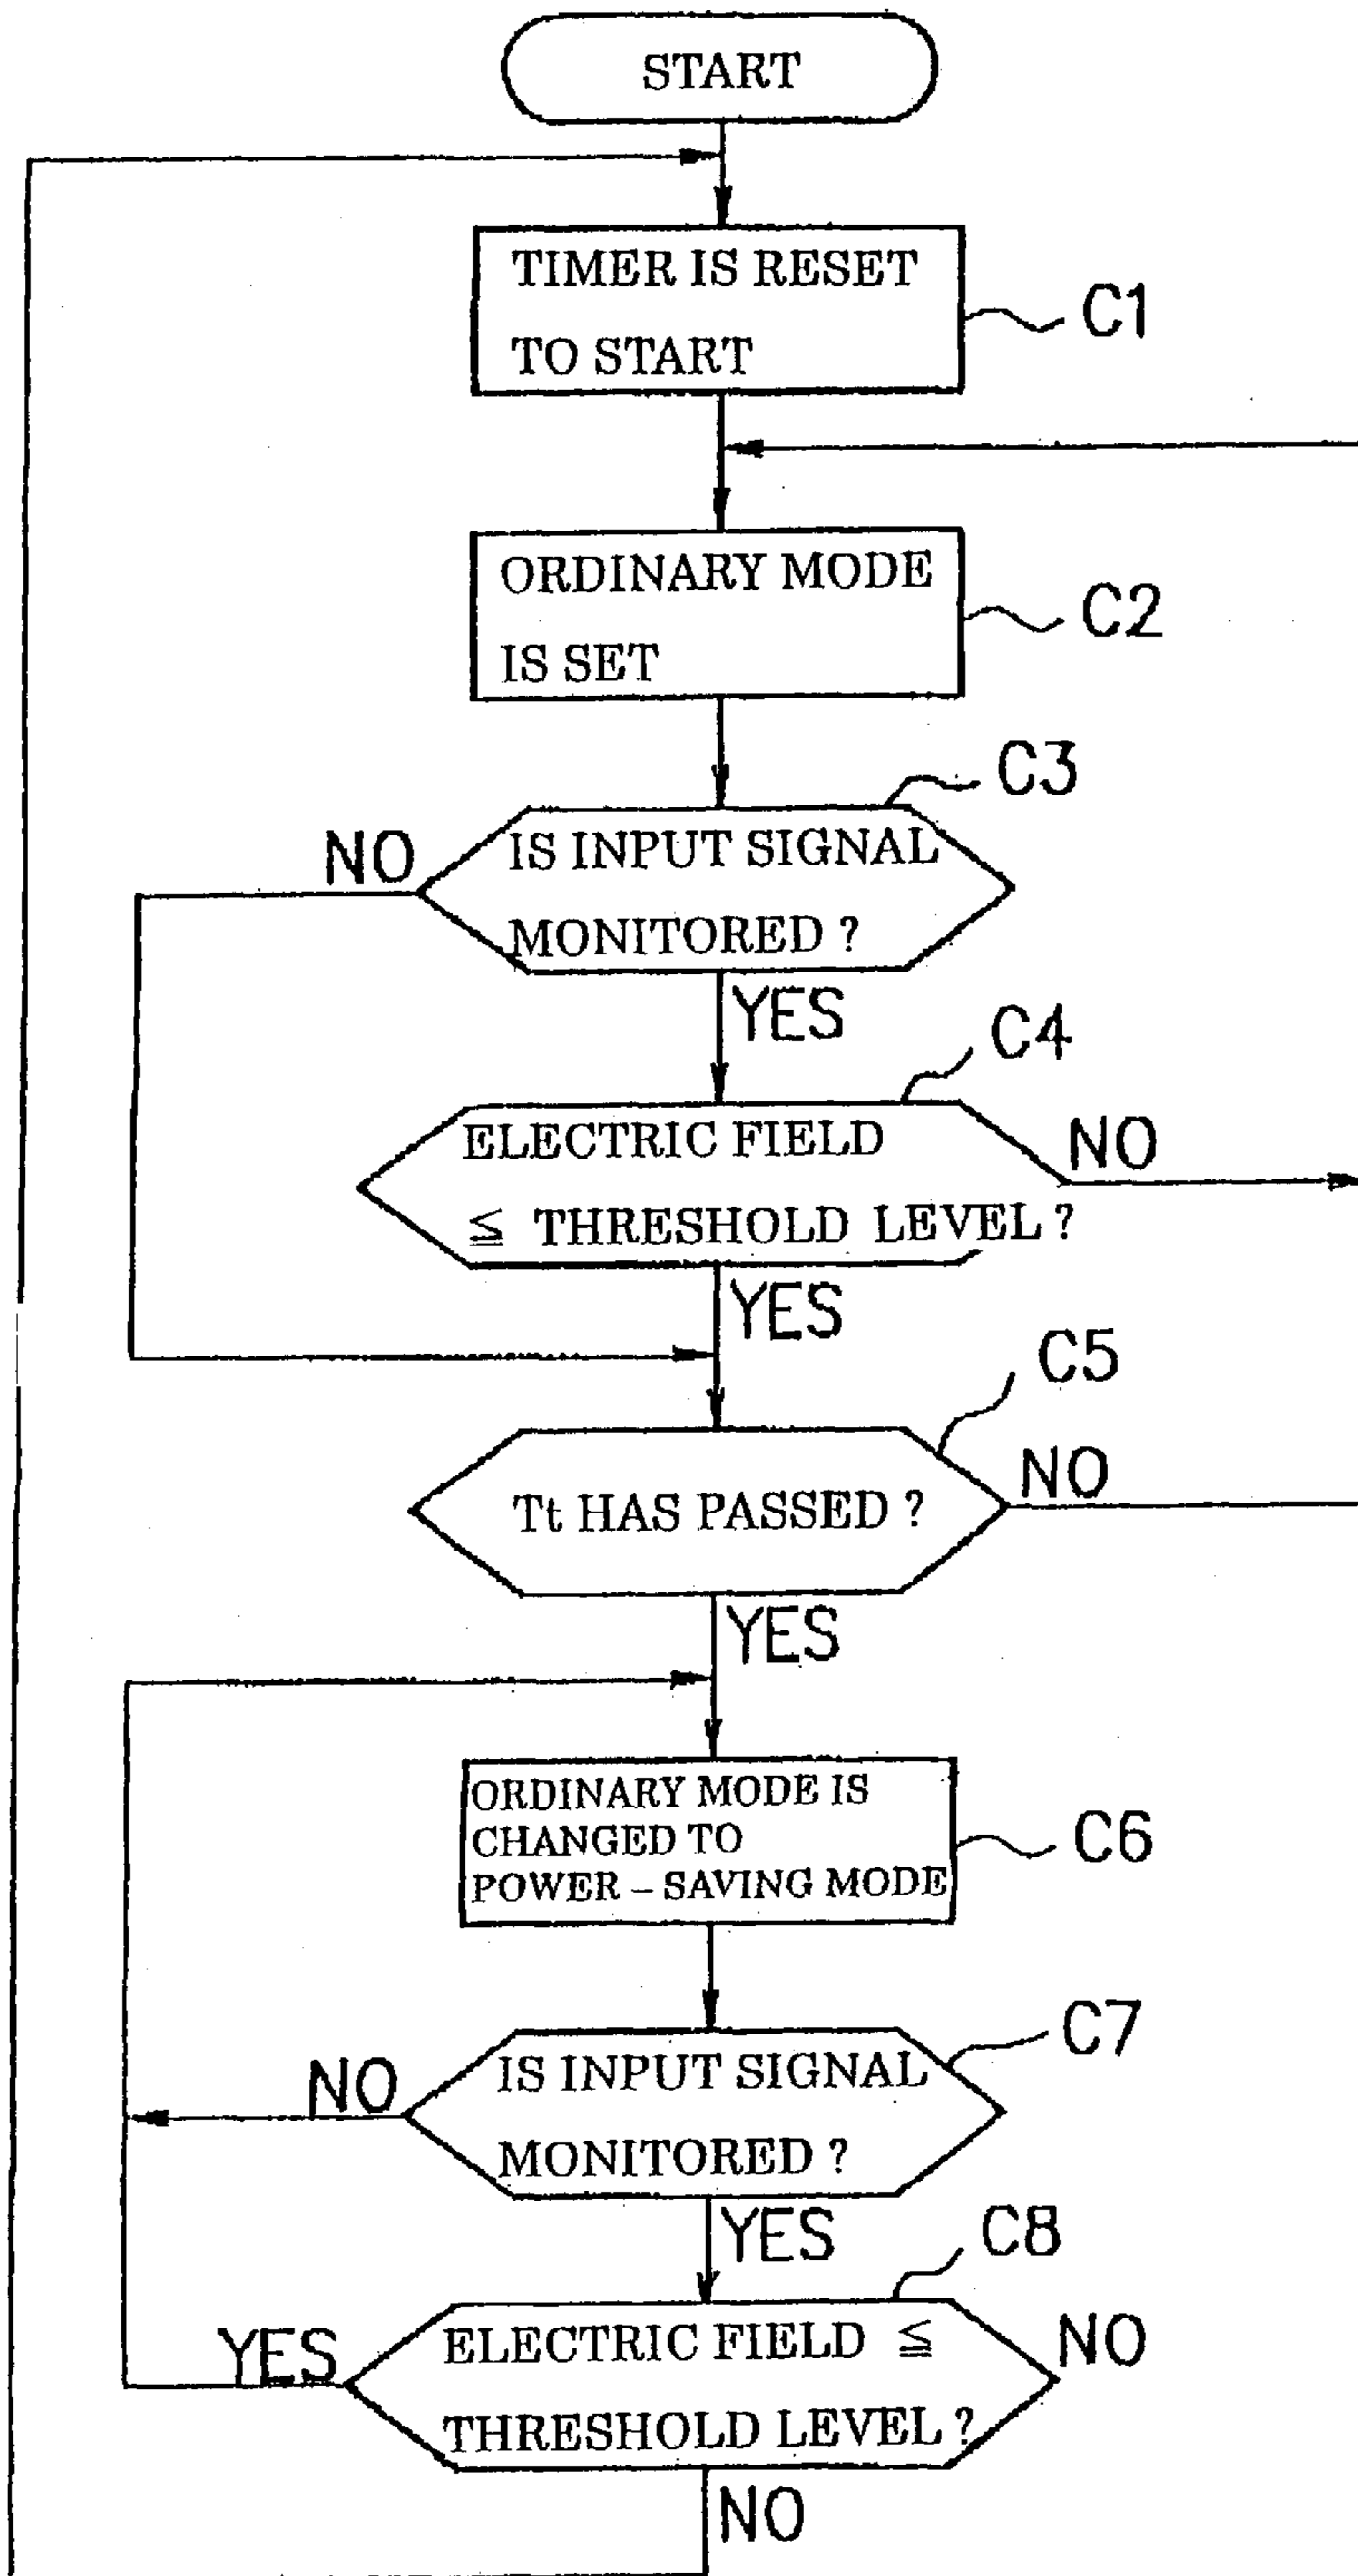 START
TIMER IS RESET
TO START
C1
ORDINARY MODE
IS SET
C2
C3
NO
IS INPUT SIGNAL
MONITORED ?
YES
C4
ELECTRIC FIELD
≦ THRESHOLD LEVEL ?
NO
YES
C5
Tt HAS PASSED ?
NO
YES
ORDINARY MODE IS
CHANGED TO
POWER – SAVING MODE
C6
C7
NO
IS INPUT SIGNAL
MONITORED ?
YES
C8
YES
ELECTRIC FIELD ≦
THRESHOLD LEVEL ?
NO
NO